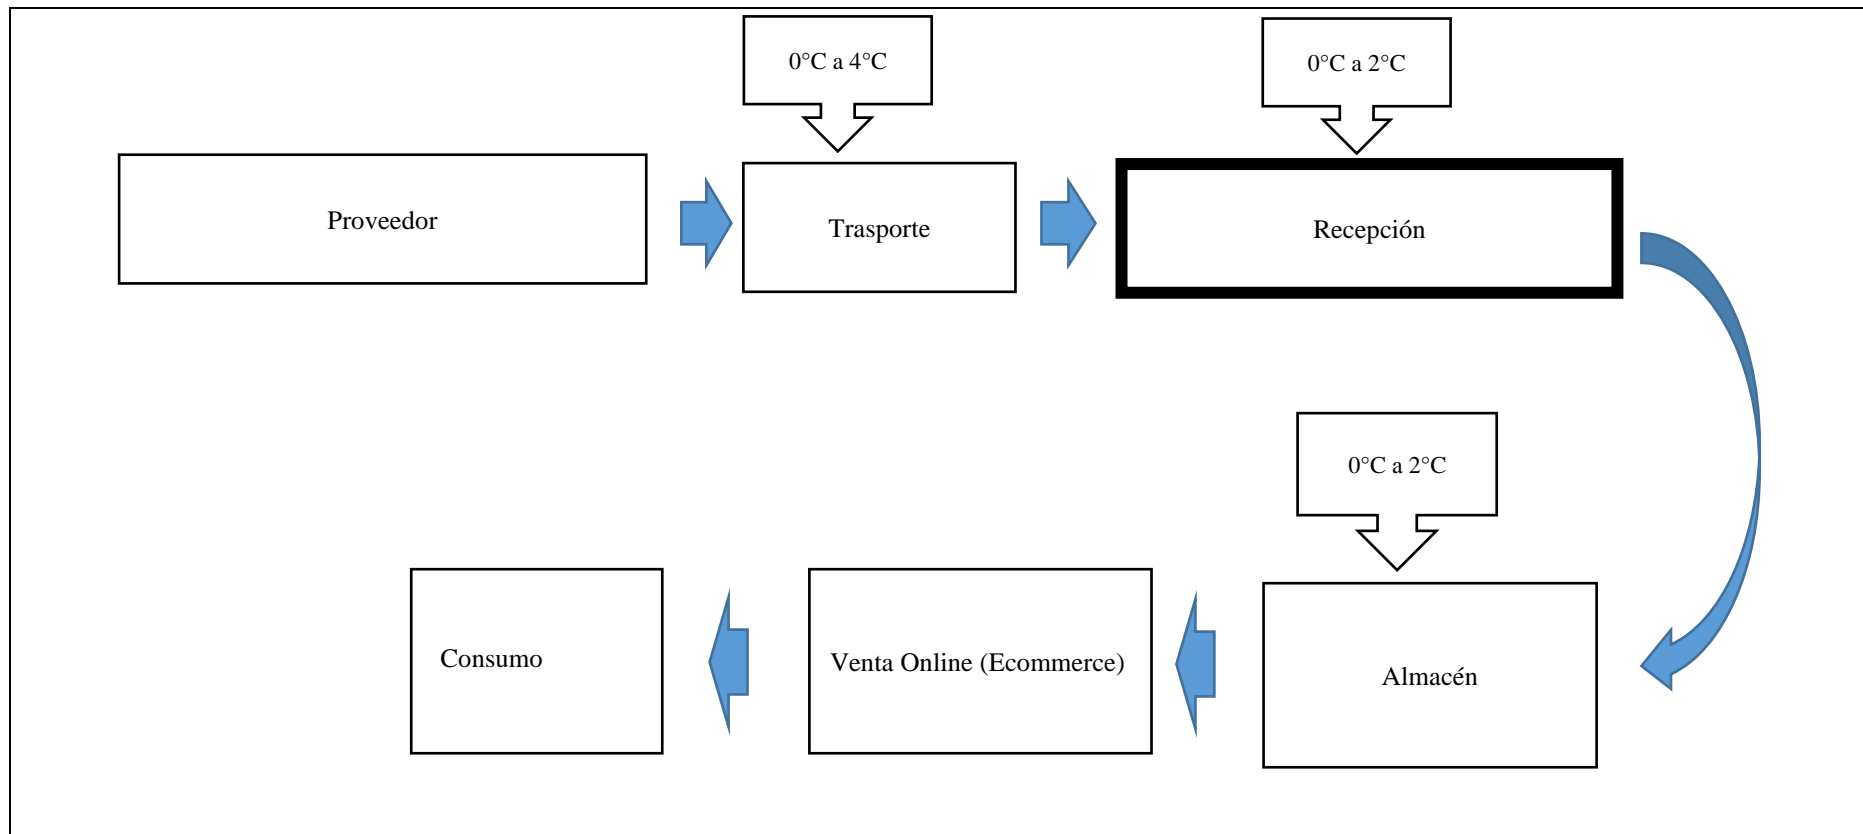 0°C a 4°C
0°C a 2°C
Proveedor
Trasporte
Recepción
0°C a 2°C
Consumo
Venta Online (Ecommerce)
Almacén